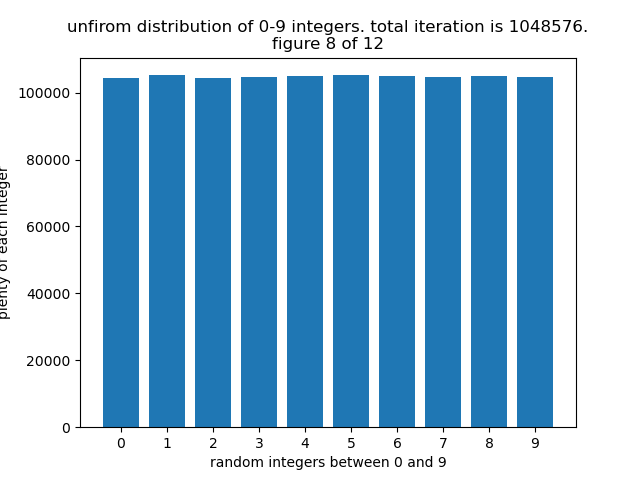 unfirom distribution of 0-9 integers. total iteration is 1048576.
figure 8 of 12
100000
80000
60000
40000
20000
0
plenty of each integer
0 1 2 3 4 5 6 7 8 9
random integers between 0 and 9